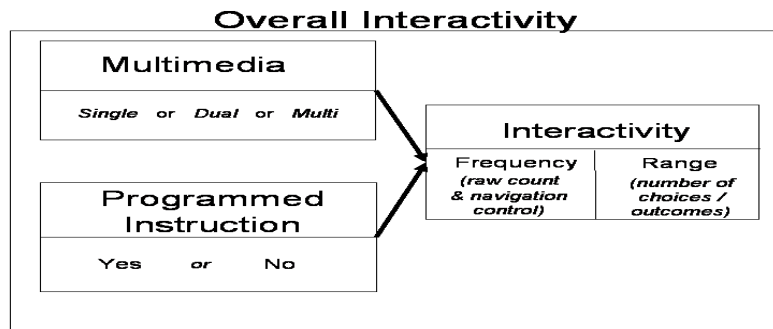 Overall Interactivity
Multimedia
Single or Dual or Multi
Programmed
Instruction
Yes or No
Interactivity
Frequency
(raw count
& navigation
control)
Range
(number of
choices /
outcomes)